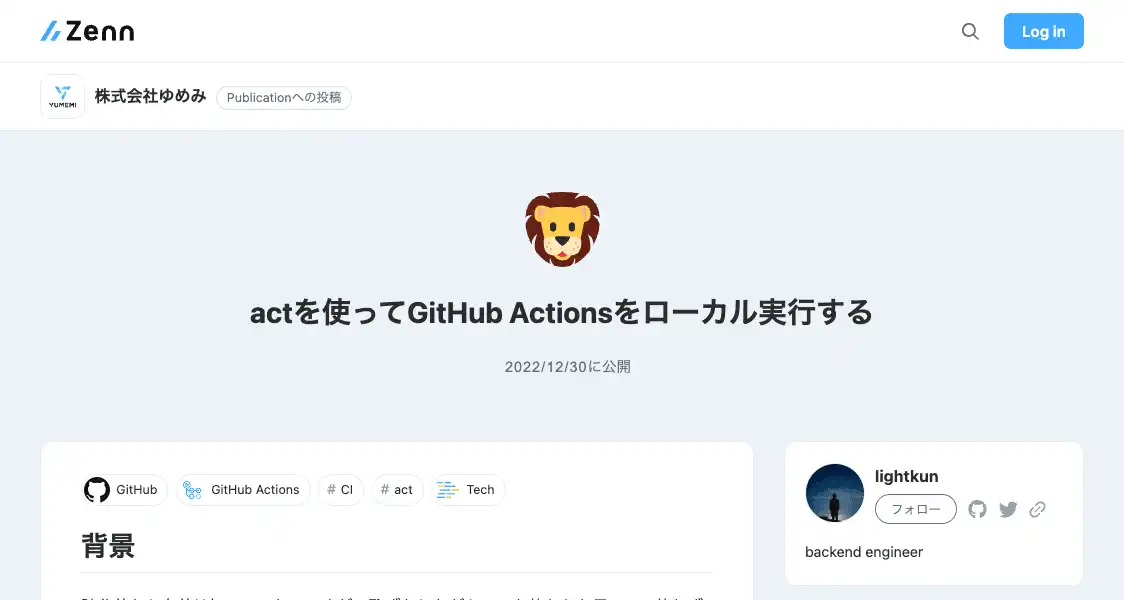 Zenn
Log in
YUMEMI
株式会社ゆめみ
Publicationへの投稿
actを使ってGitHub Actionsをローカル実行する
2022/12/30に公開
GitHub
GitHub Actions
# CI
# act
Tech
lightkun
フォロー
backend engineer
背景